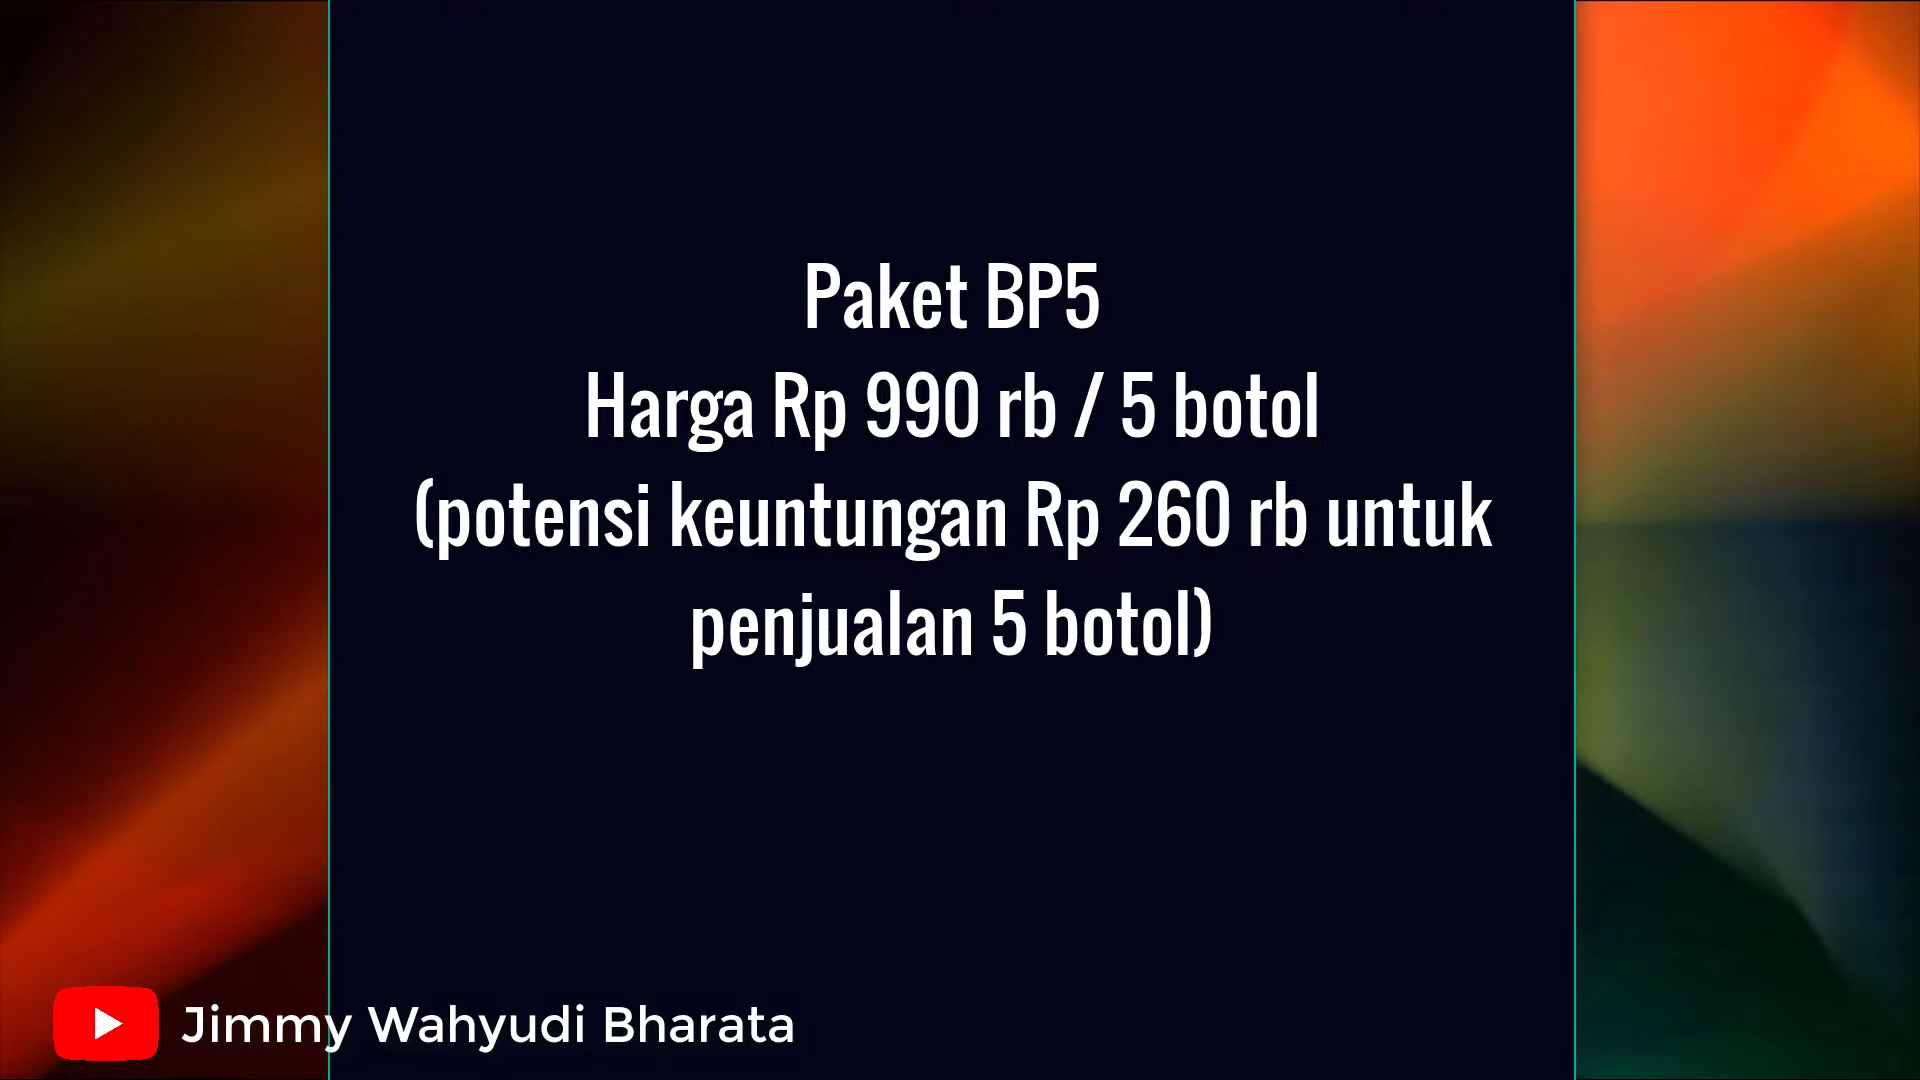 Paket BP5
Harga Rp 990 rb / 5 botol
(potensi keuntungan Rp 260 rb untuk
penjualan 5 botol)
Jimmy Wahyudi Bharata